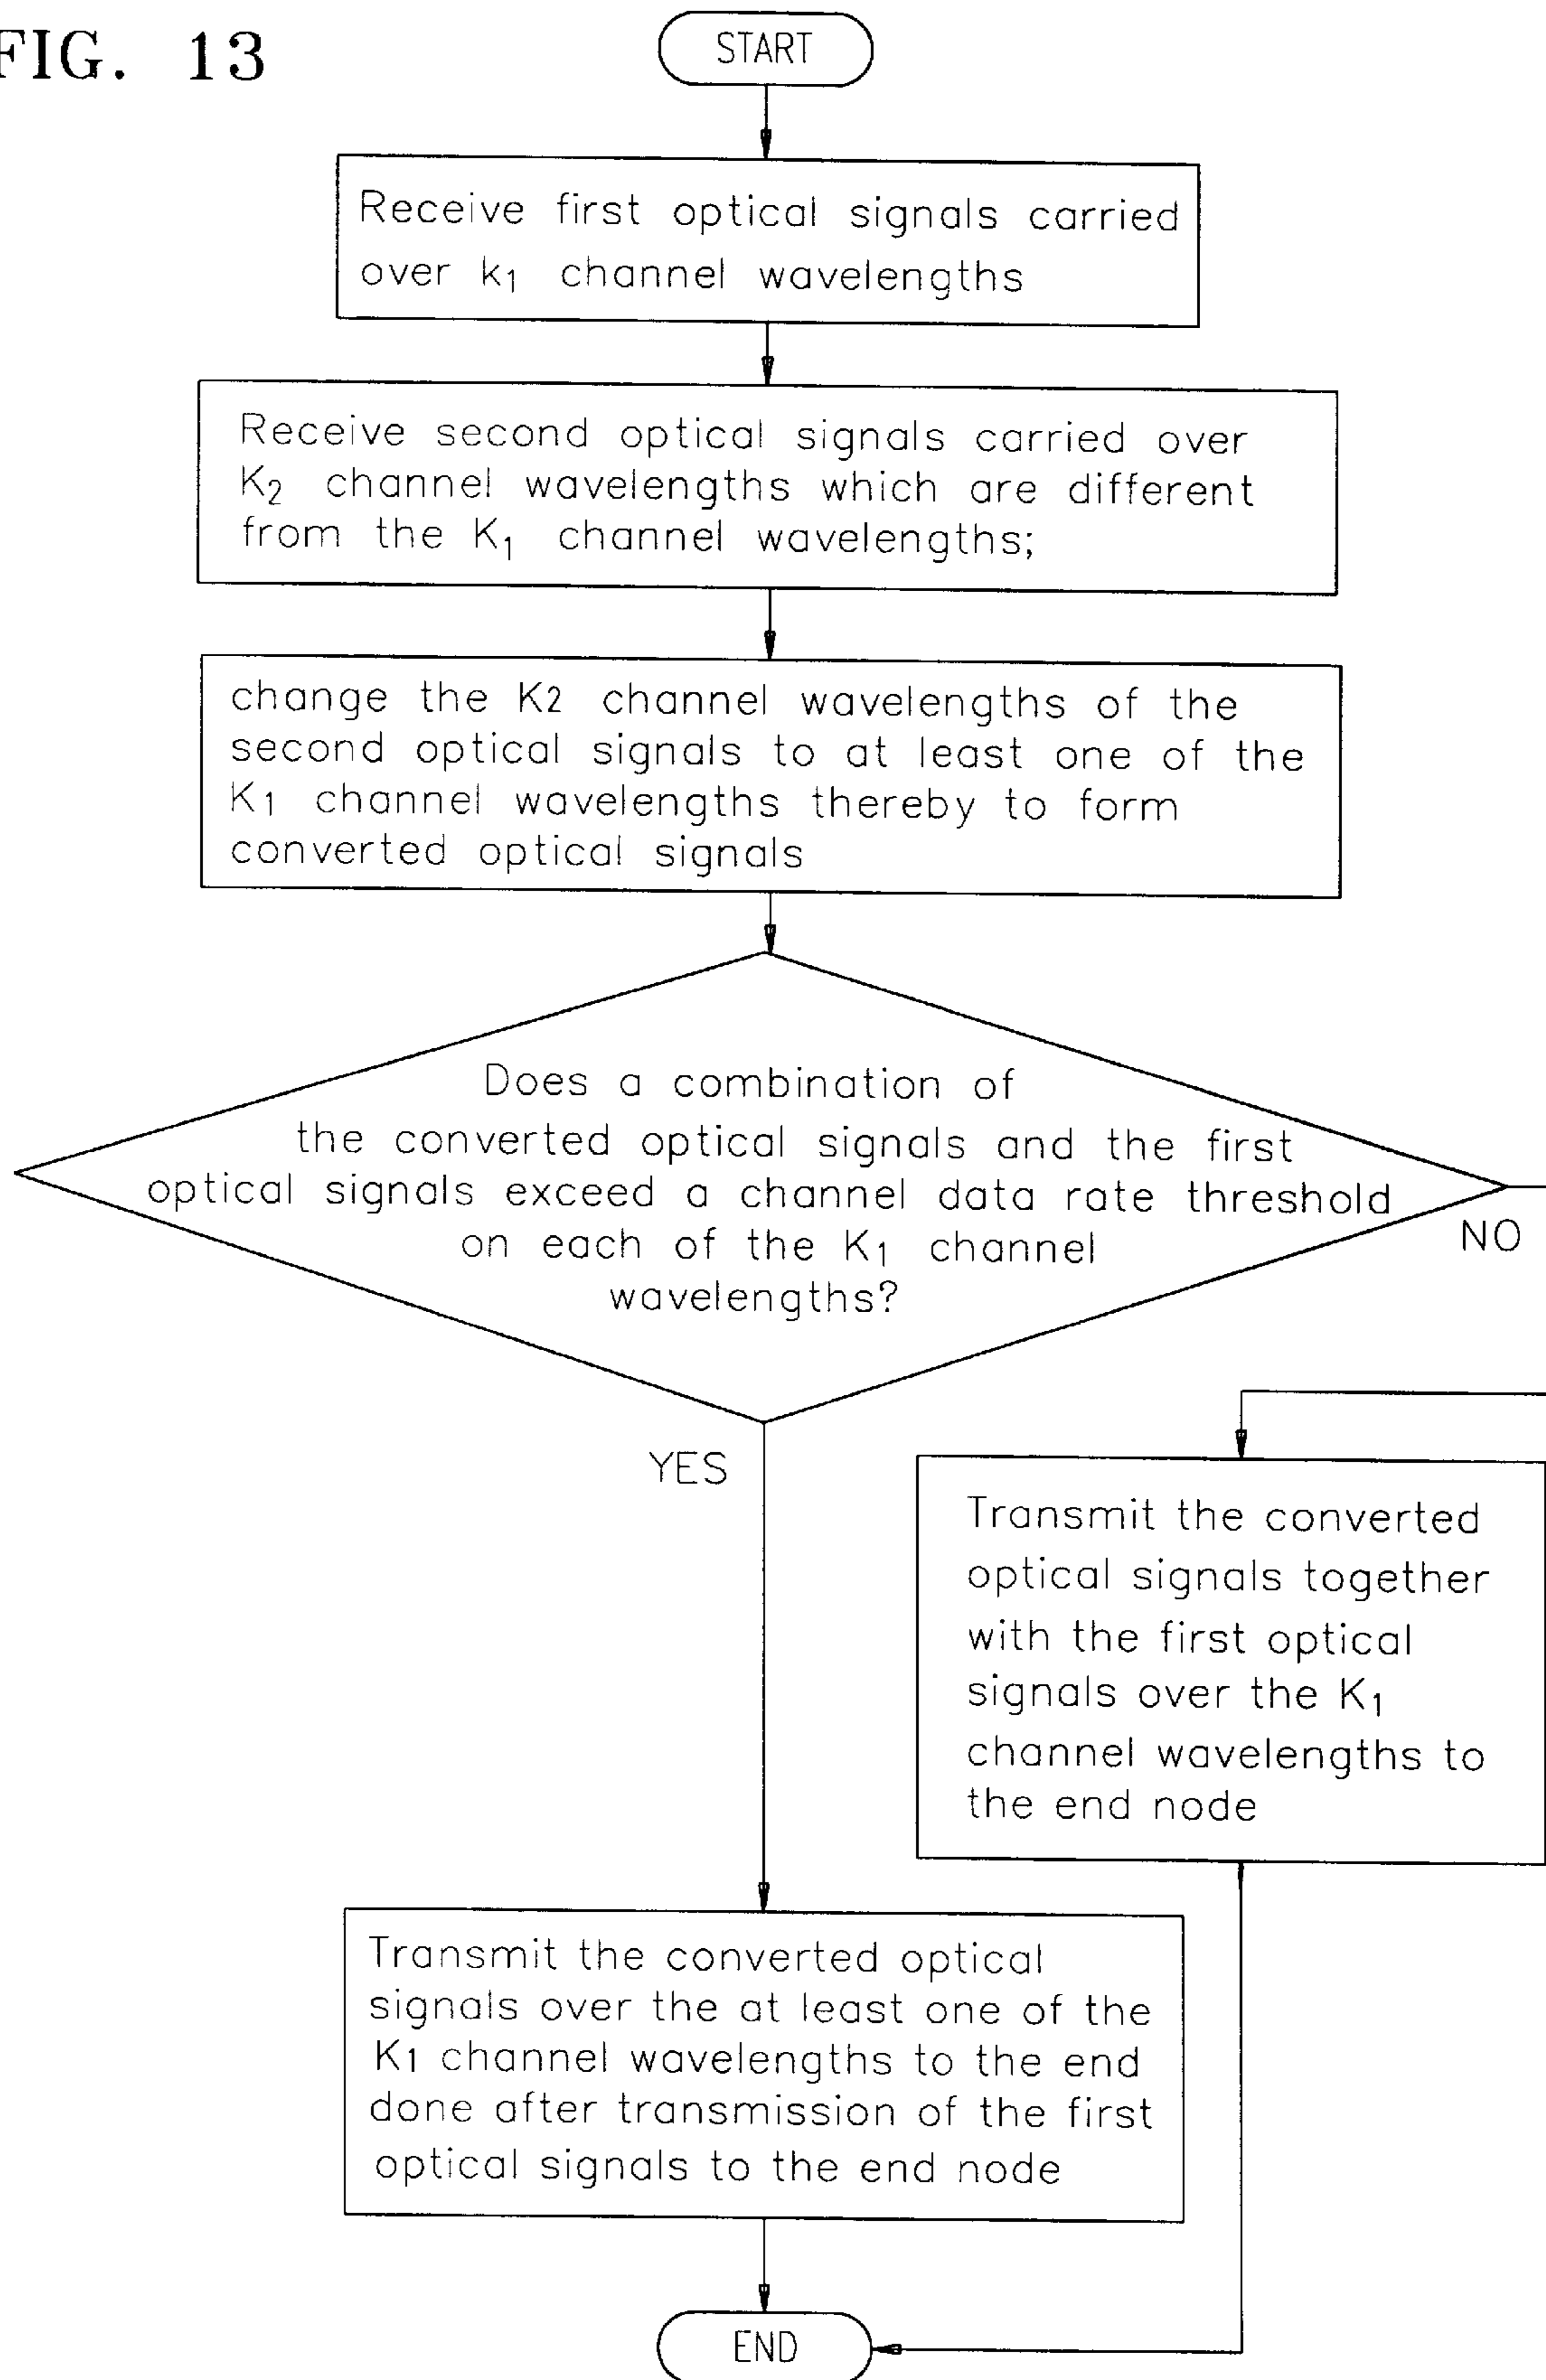 FIG. 13
START
Receive first optical signals carried
over k₁ channel wavelengths
Receive second optical signals carried over
K₂ channel wavelengths which are different
from the K₁ channel wavelengths;
change the K2 channel wavelengths of the
second optical signals to at least one of the
K₁ channel wavelengths thereby to form
converted optical signals
Does a combination of
the converted optical signals and the first
optical signals exceed a channel data rate threshold
on each of the K₁ channel
wavelengths?
NO
YES
Transmit the converted
optical signals together
with the first optical
signals over the K₁
channel wavelengths to
the end node
Transmit the converted optical
signals over the at least one of the
K₁ channel wavelengths to the end
done after transmission of the first
optical signals to the end node
END